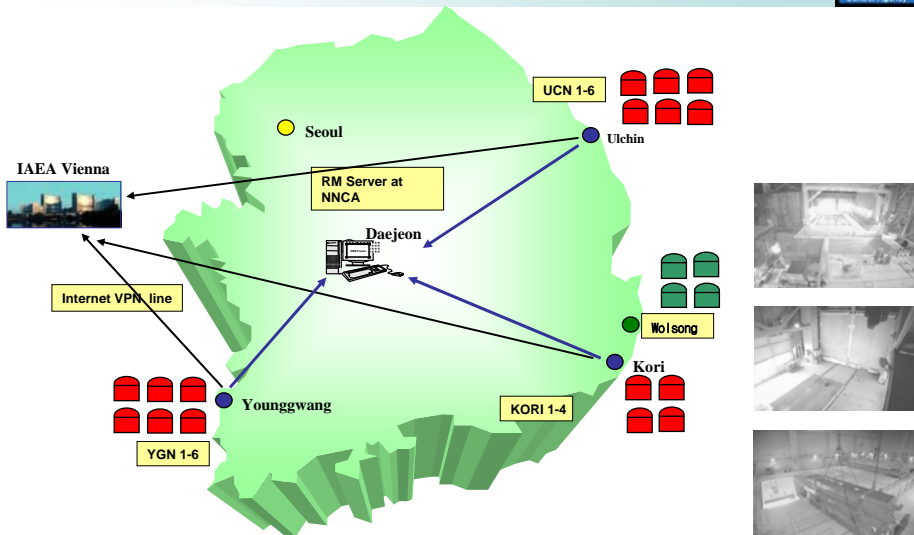 UCN 1-6
Ulchin
Seoul
IAEA Vienna
RM Server at
NNCA
Daejeon
Internet VPN line
Wolsong
Kori
Younggwang
KORI 1-4
YGN 1-6